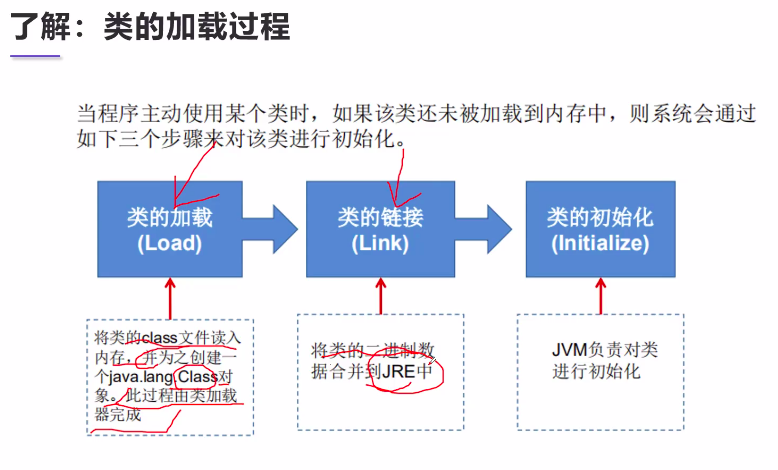 了解：类的加载过程
当程序主动使用某个类时，如果该类还未被加载到内存中，则系统会通过
如下三个步骤来对该类进行初始化。
类的加载
(Load)
类的链接
(Link)
类的初始化
(Initialize)
将类的class文件读入
内存，并为之创建一
个java.lang.Class对
象。此过程由类加载
器完成
将类的二进制数
据合并到JRE中
JVM负责对类
进行初始化